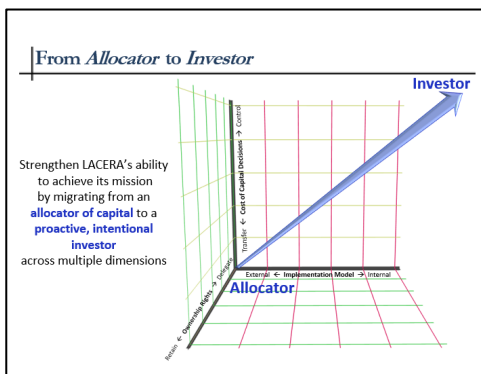 From Allocator to Investor
Investor
Strengthen LACERA's ability
to achieve its mission
by migrating from an
allocator of capital to a
proactive, intentional
investor
across multiple dimensions
Transfer ← Cost of Capital Decisions → Control
External ← Implementation Model → Internal
Allocator
Retain ← Ownership Rights → Delegate